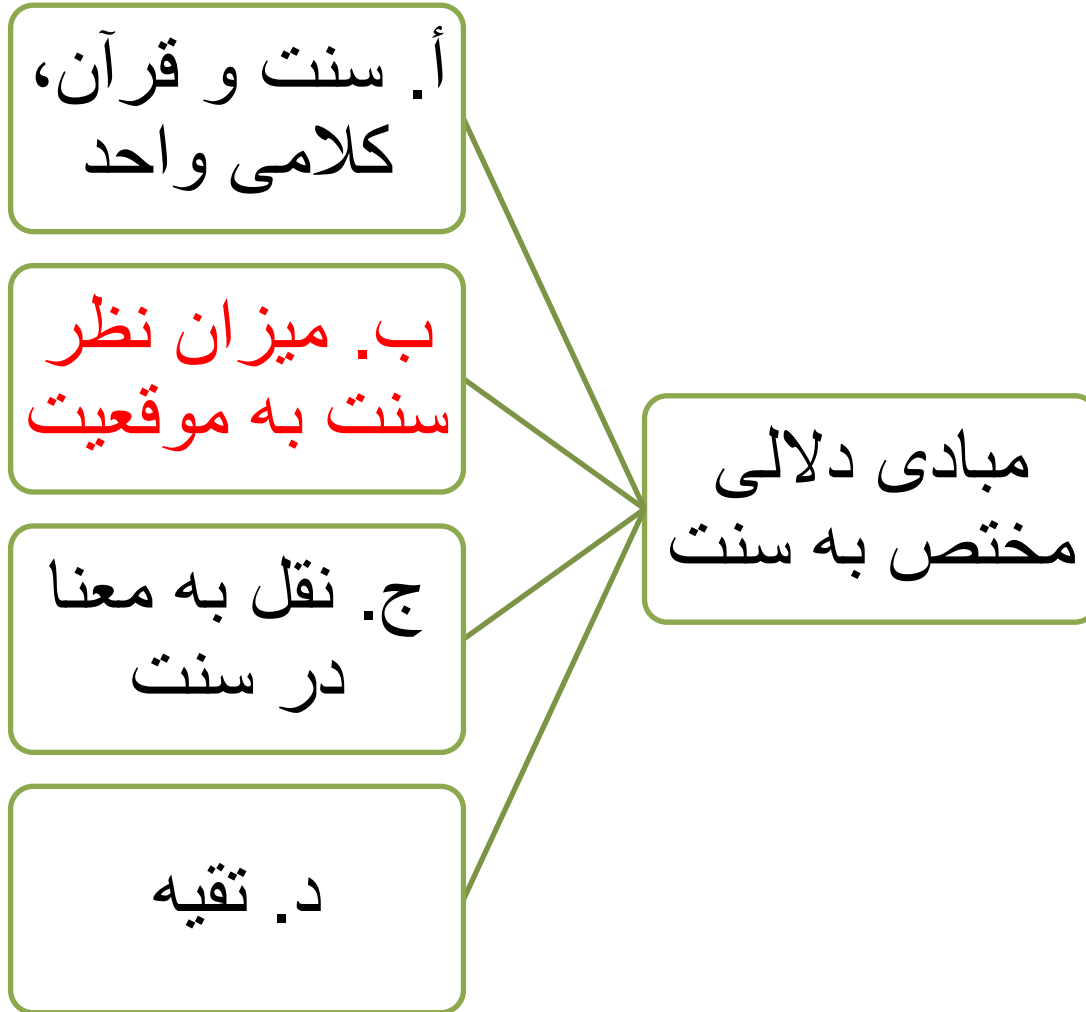 مبادی دلالی
مختص به سنت
أ. سنت و قرآن،
کلامی واحد
ب. میزان نظر
سنت به موقعیت
ج. نقل به معنا
در سنت
د. تقیه